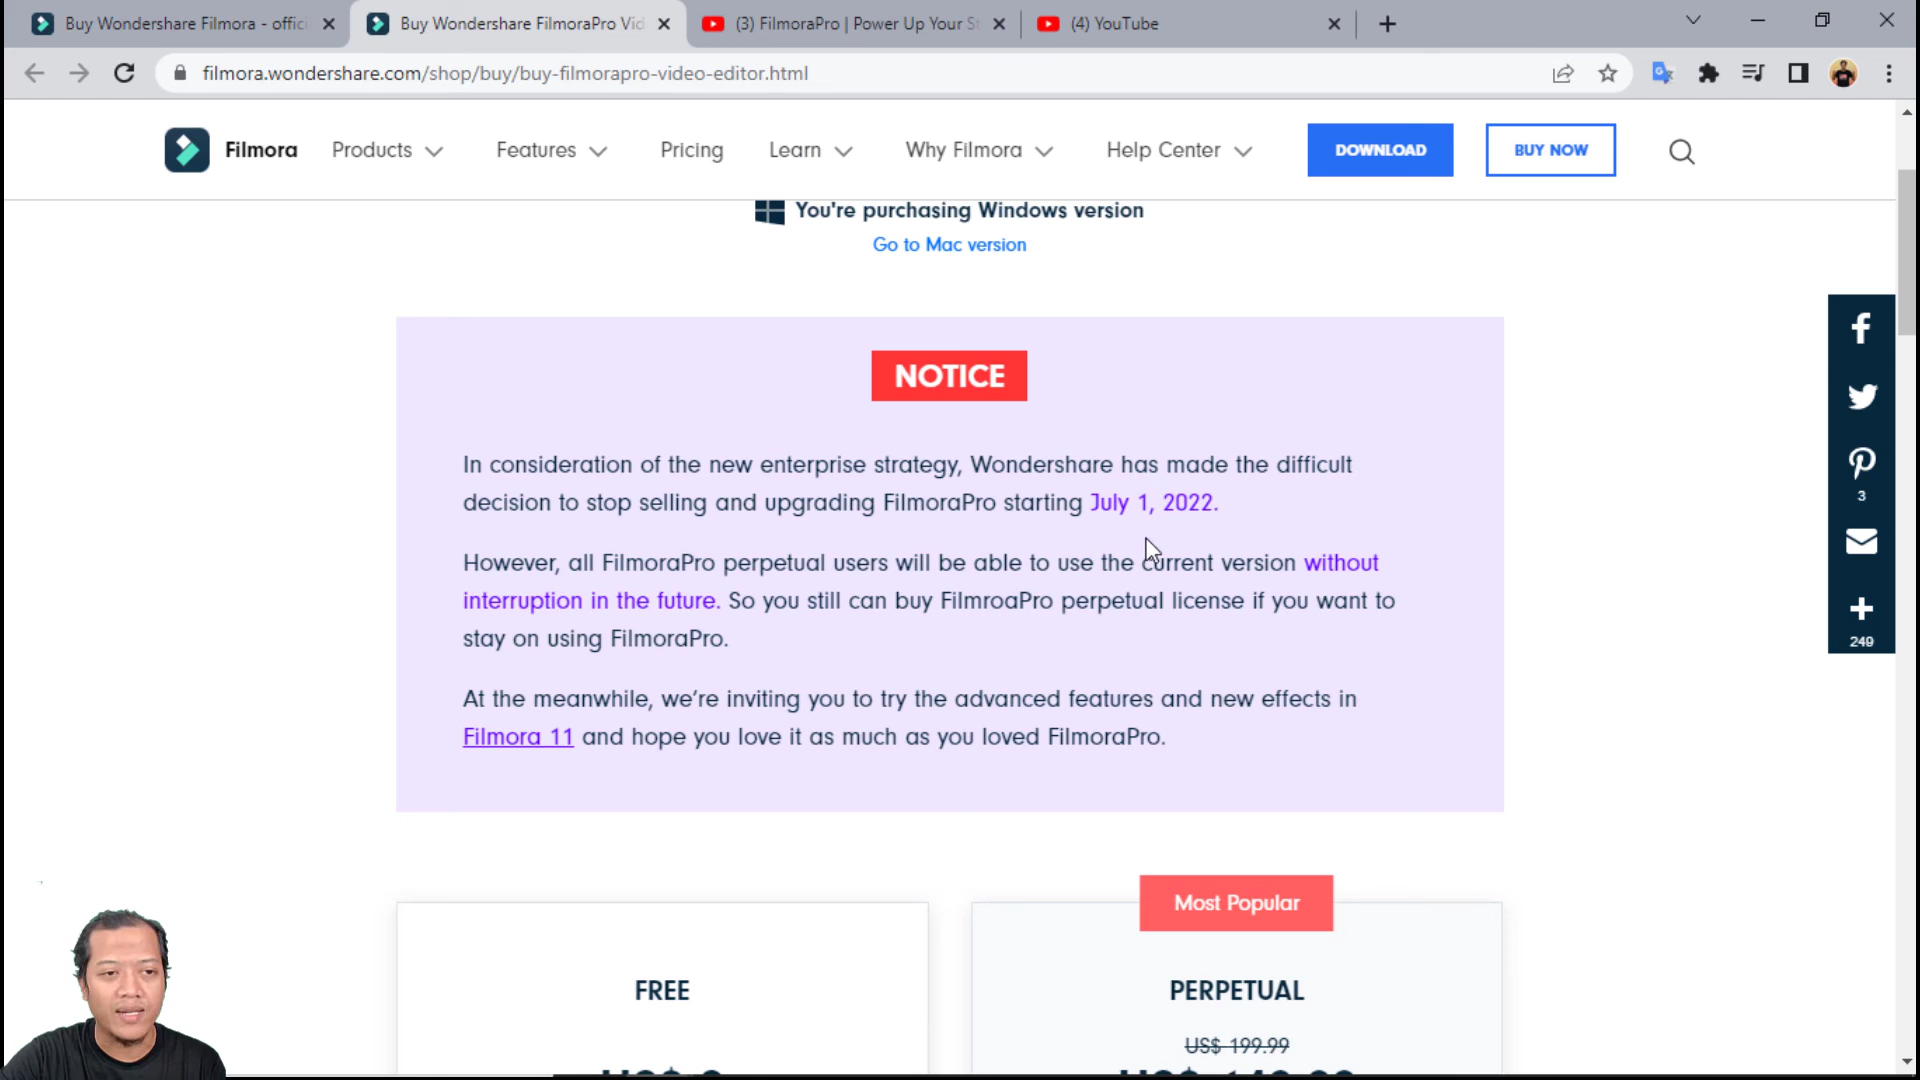 Buy Wondershare Filmora - offici
Buy Wondershare FilmoraPro Vid
(3) FilmoraPro | Power Up Your St
(4) YouTube
filmora.wondershare.com/shop/buy/buy-filmorapro-video-editor.html
Filmora
Products
Features
Pricing
Learn
Why Filmora
Help Center
DOWNLOAD
BUY NOW
You're purchasing Windows version
Go to Mac version
NOTICE
In consideration of the new enterprise strategy, Wondershare has made the difficult
decision to stop selling and upgrading FilmoraPro starting July 1, 2022.
However, all FilmoraPro perpetual users will be able to use the current version without
interruption in the future. So you still can buy FilmroaPro perpetual license if you want to
stay on using FilmoraPro.
At the meanwhile, we're inviting you to try the advanced features and new effects in
Filmora 11 and hope you love it as much as you loved FilmoraPro.
3
249
Most Popular
FREE
PERPETUAL
US$ 199.99